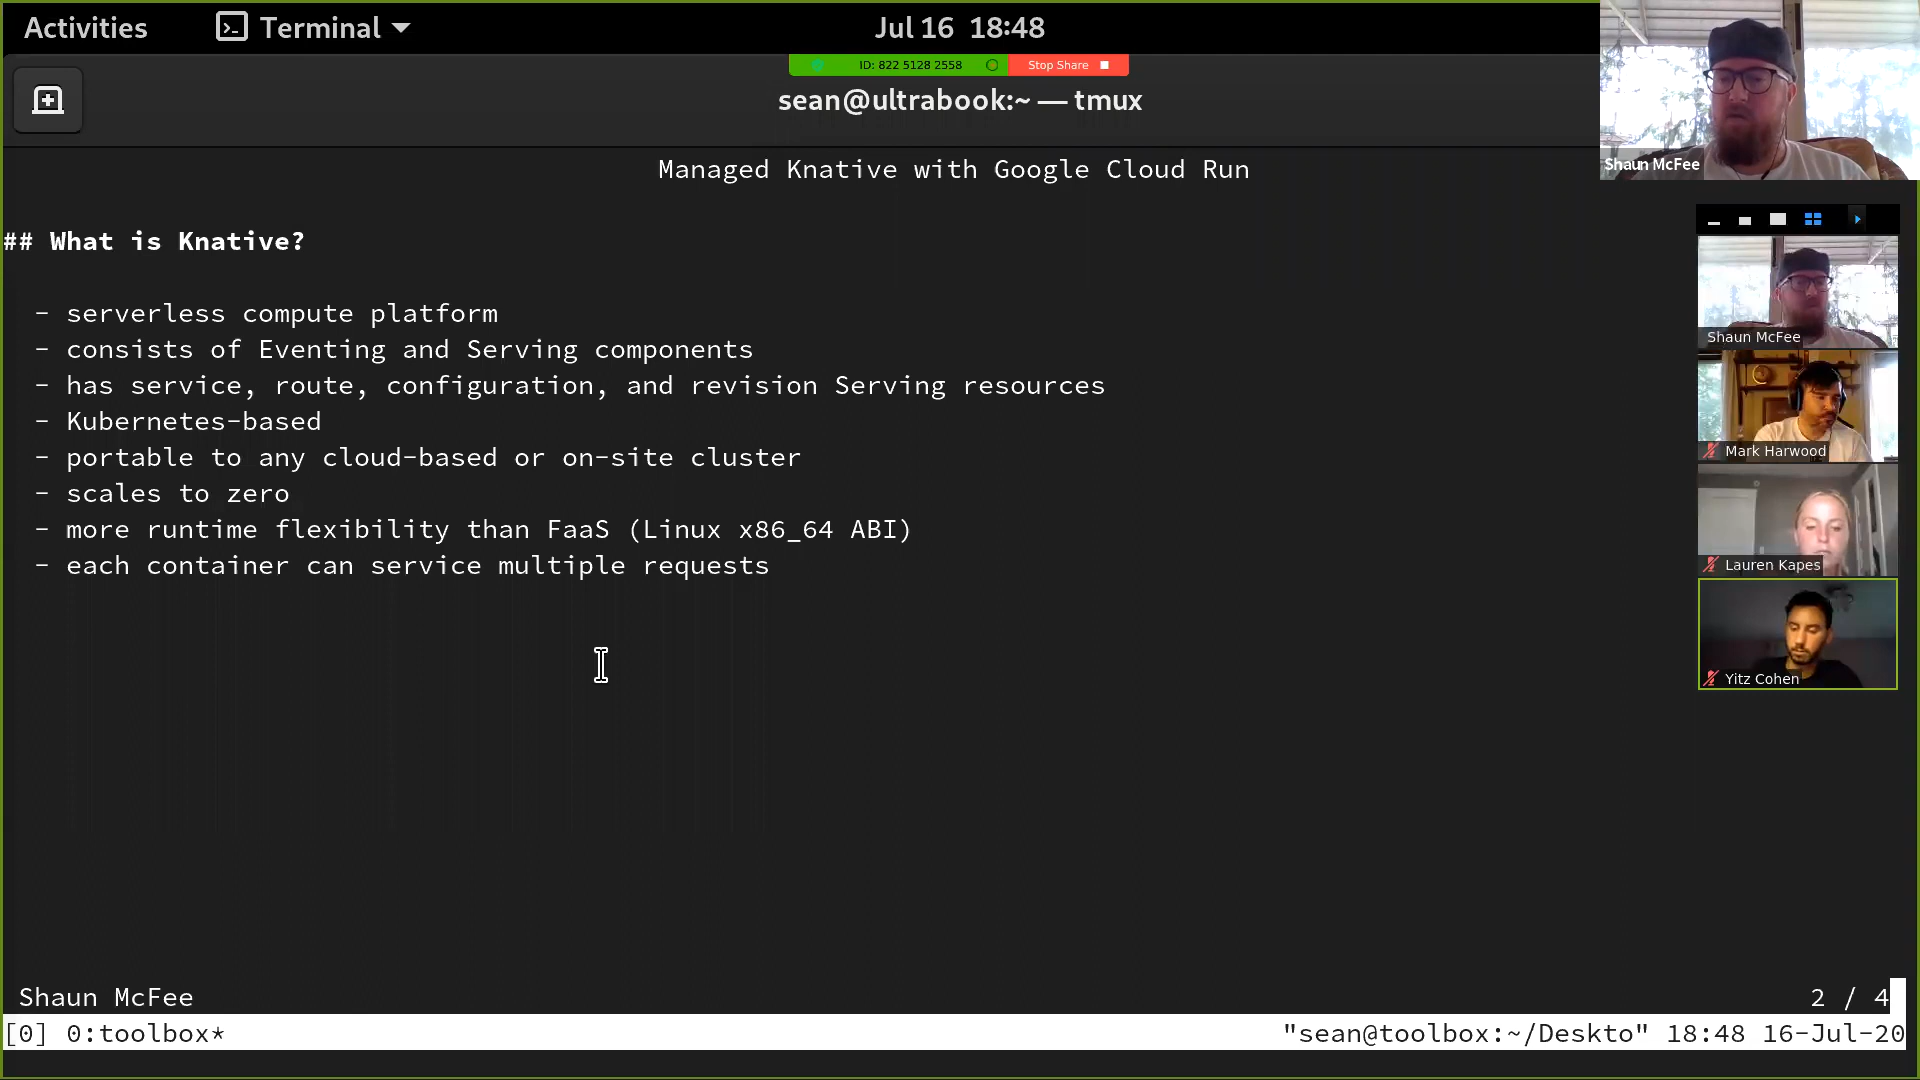 Activities
Terminal
Jul 16 18:48
ID: 822 5128 2558
Stop Share
sean@ultrabook:~ — tmux
Shaun McFee
Managed Knative with Google Cloud Run
## What is Knative?
- serverless compute platform
- consists of Eventing and Serving components
- has service, route, configuration, and revision Serving resources
- Kubernetes-based
- portable to any cloud-based or on-site cluster
- scales to zero
- more runtime flexibility than FaaS (Linux x86_64 ABI)
- each container can service multiple requests
Shaun McFee
Mark Harwood
Lauren Kapes
Yitz Cohen
Shaun McFee
2 / 4
[0] 0:toolbox*
"sean@toolbox:~/Deskto" 18:48 16-Jul-20